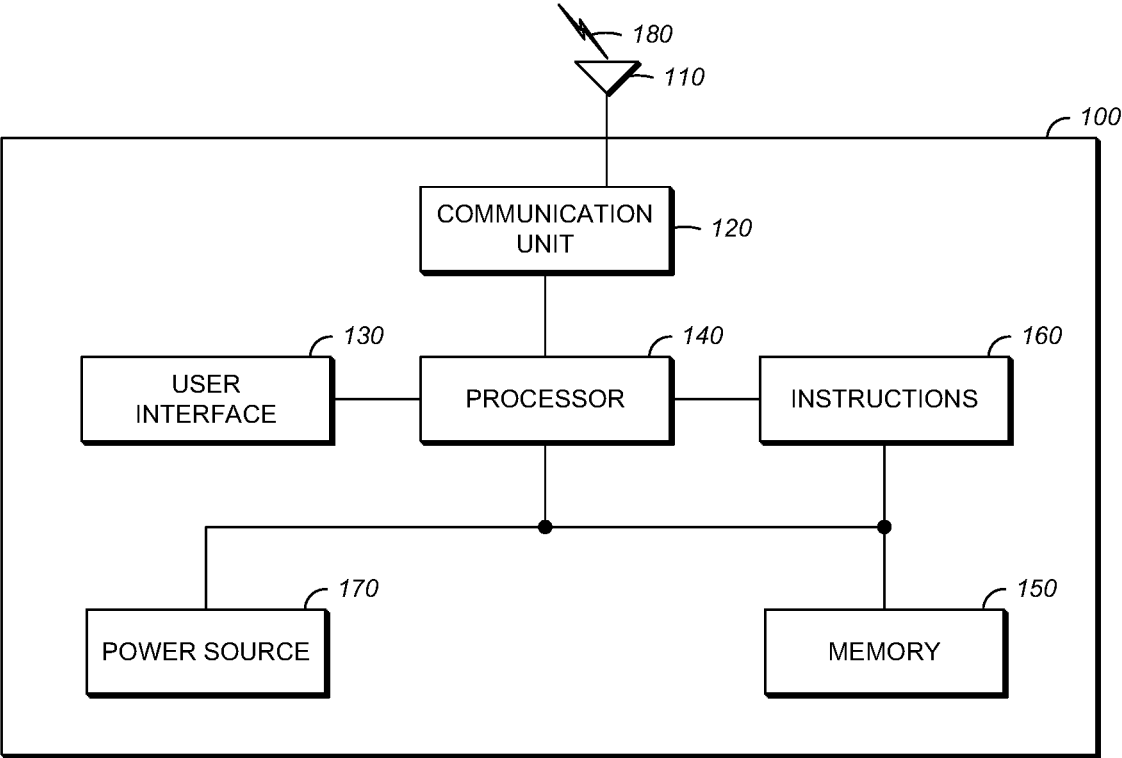 180
110
100
COMMUNICATION
UNIT
120
130
140
160
USER
INTERFACE
PROCESSOR
INSTRUCTIONS
170
150
POWER SOURCE
MEMORY